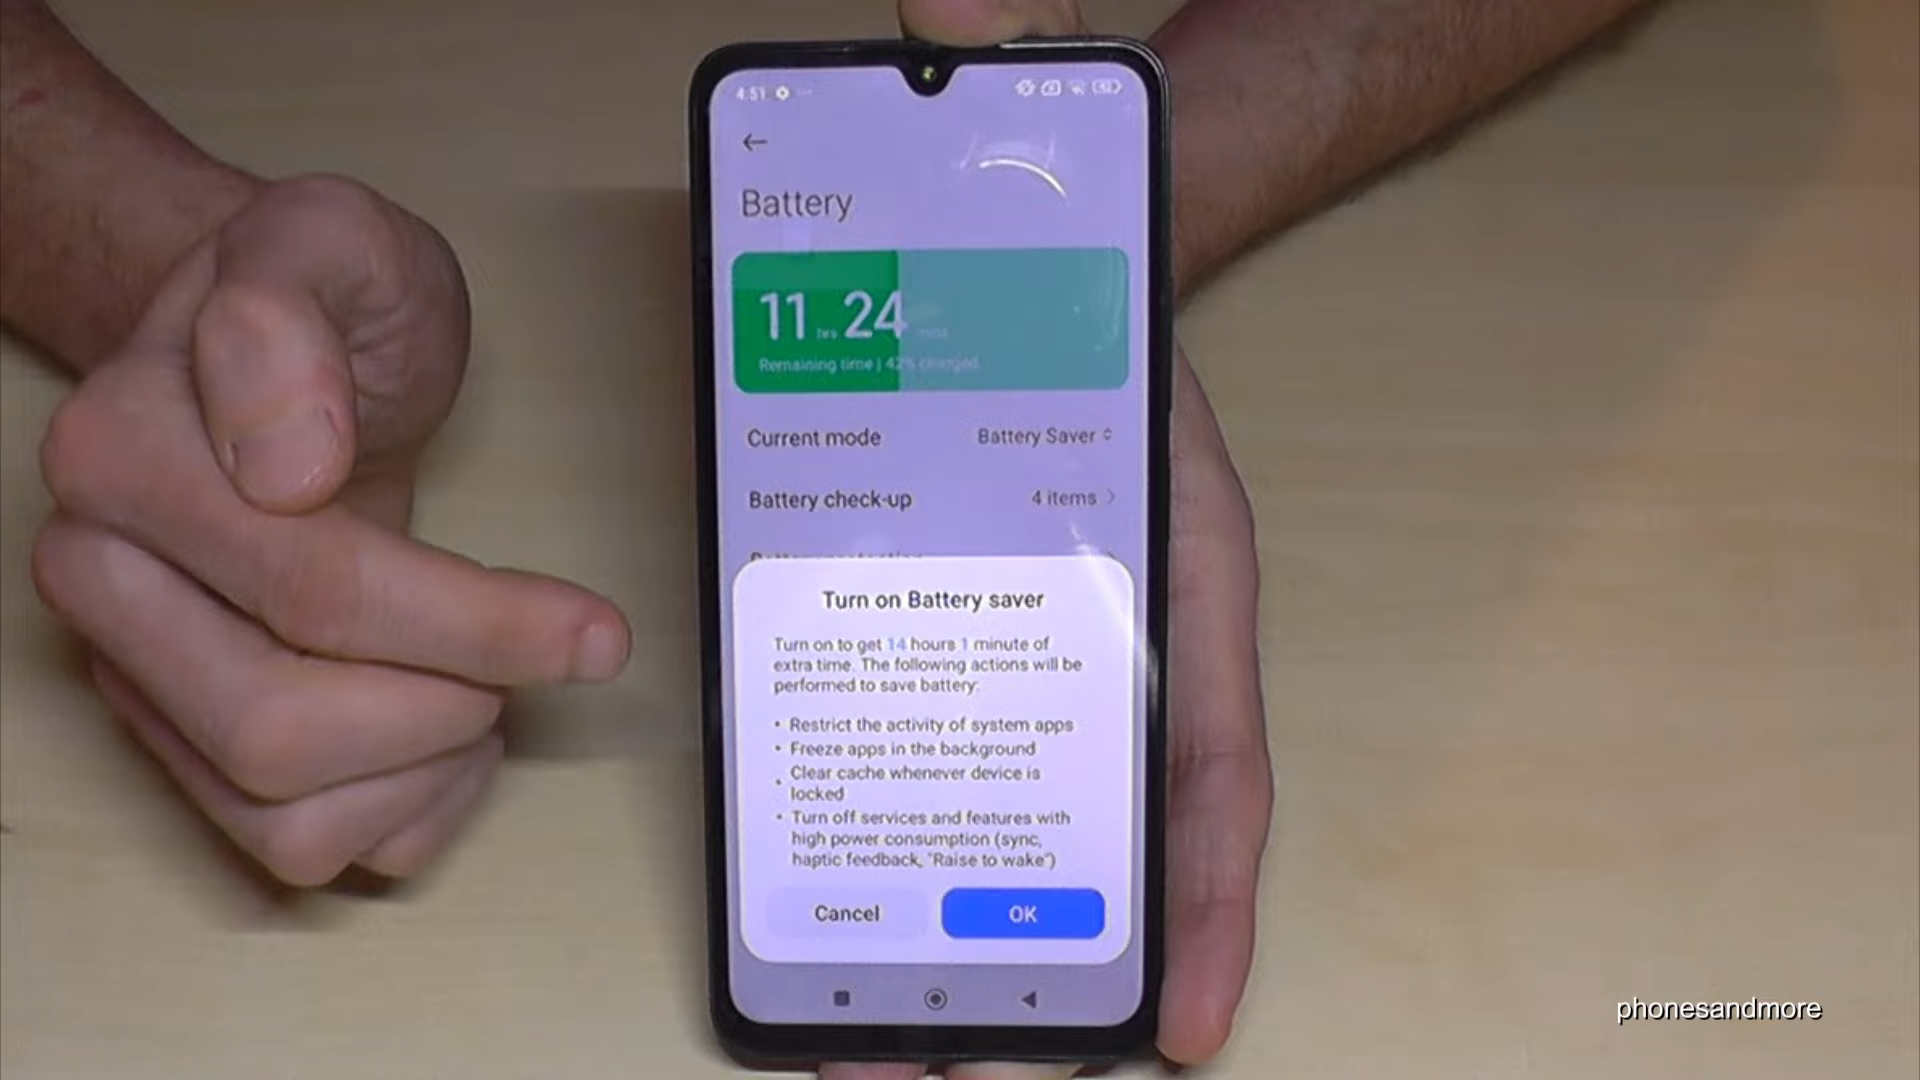 4:51
Battery
11 hrs 24 mins
Remaining time | 42% charged
Current mode Battery Saver
Battery check-up 4 items
Battery protection
Turn on Battery saver
Turn on to get 14 hours 1 minute of
extra time. The following actions will be
performed to save battery:
• Restrict the activity of system apps
• Freeze apps in the background
• Clear cache whenever device is
locked
• Turn off services and features with
high power consumption (sync,
haptic feedback, "Raise to wake")
Cancel OK
phonesandmore